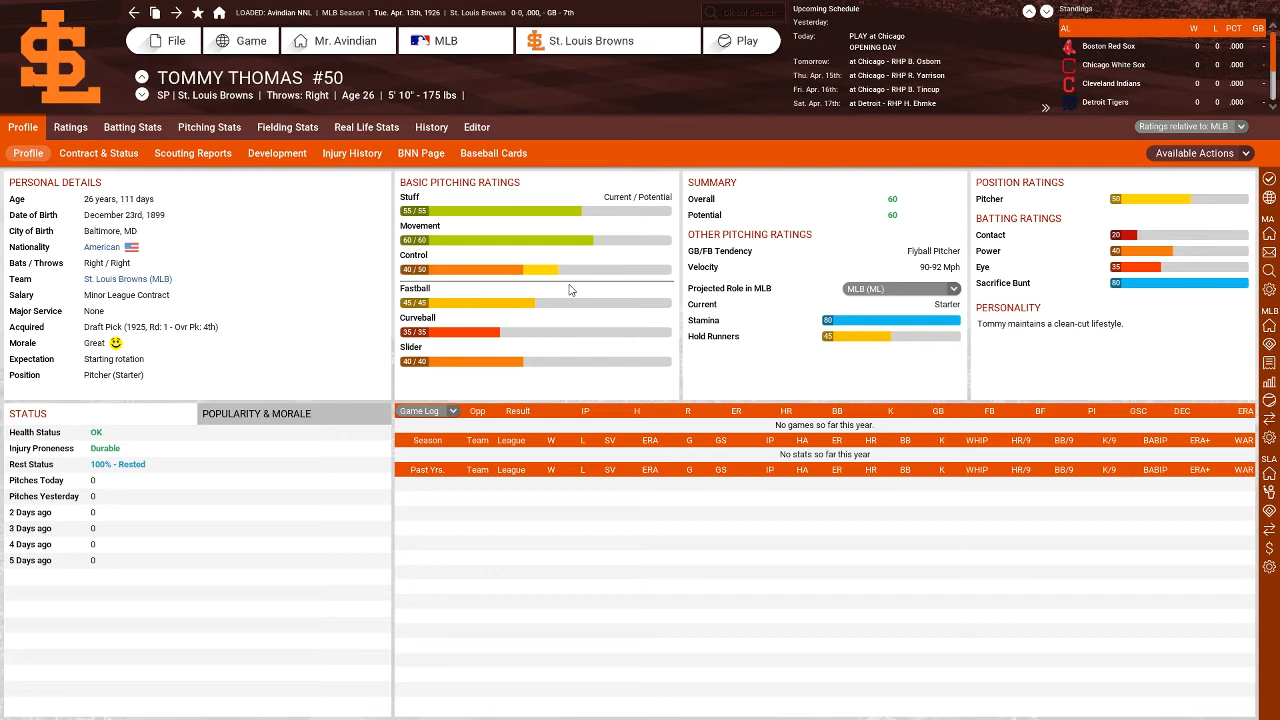 LOADED: Avindian NNL | MLB Season | Tue. Apr. 13th, 1926 | St. Louis Browns 0-0, .000, - GB - 7th
Global Search
File
Game
Mr. Avindian
MLB
St. Louis Browns
Play
Upcoming Schedule
Yesterday:
Today: PLAY at Chicago
OPENING DAY
Tomorrow: at Chicago - RHP B. Osborn
Thu. Apr. 15th: at Chicago - RHP R. Yarrison
Fri. Apr. 16th: at Chicago - RHP B. Tincup
Sat. Apr. 17th: at Detroit - RHP H. Ehmke
Standings
AL W L PCT GB
Boston Red Sox 0 0 .000 -
Chicago White Sox 0 0 .000 -
Cleveland Indians 0 0 .000 -
Detroit Tigers 0 0 .000 -
SL
TOMMY THOMAS #50
SP | St. Louis Browns | Throws: Right | Age 26 | 5' 10" - 175 lbs |
Profile Ratings Batting Stats Pitching Stats Fielding Stats Real Life Stats History Editor
Ratings relative to: MLB
Profile Contract & Status Scouting Reports Development Injury History BNN Page Baseball Cards
Available Actions
PERSONAL DETAILS
Age 26 years, 111 days
Date of Birth December 23rd, 1899
City of Birth Baltimore, MD
Nationality American
Bats / Throws Right / Right
Team St. Louis Browns (MLB)
Salary Minor League Contract
Major Service None
Acquired Draft Pick (1925, Rd: 1 - Ovr Pk: 4th)
Morale Great
Expectation Starting rotation
Position Pitcher (Starter)
BASIC PITCHING RATINGS
Stuff Current / Potential
55 / 55
Movement
60 / 60
Control
40 / 50
Fastball
45 / 45
Curveball
35 / 35
Slider
40 / 40
SUMMARY
Overall 60
Potential 60
OTHER PITCHING RATINGS
GB/FB Tendency Flyball Pitcher
Velocity 90-92 Mph
Projected Role in MLB MLB (ML)
Current Starter
Stamina 80
Hold Runners 45
POSITION RATINGS
Pitcher 50
BATTING RATINGS
Contact 20
Power 40
Eye 35
Sacrifice Bunt 80
PERSONALITY
Tommy maintains a clean-cut lifestyle.
MA
MLB
SLA
STATUS
POPULARITY & MORALE
Health Status OK
Injury Proneness Durable
Rest Status 100% - Rested
Pitches Today 0
Pitches Yesterday 0
2 Days ago 0
3 Days ago 0
4 Days ago 0
5 Days ago 0
Game Log Opp Result IP H R ER HR BB K GB FB BF PI GSC DEC ERA
No games so far this year.
Season Team League W L SV ERA G GS IP HA ER HR BB K WHIP HR/9 BB/9 K/9 BABIP ERA+ WAR
No stats so far this year
Past Yrs. Team League W L SV ERA G GS IP HA ER HR BB K WHIP HR/9 BB/9 K/9 BABIP ERA+ WAR